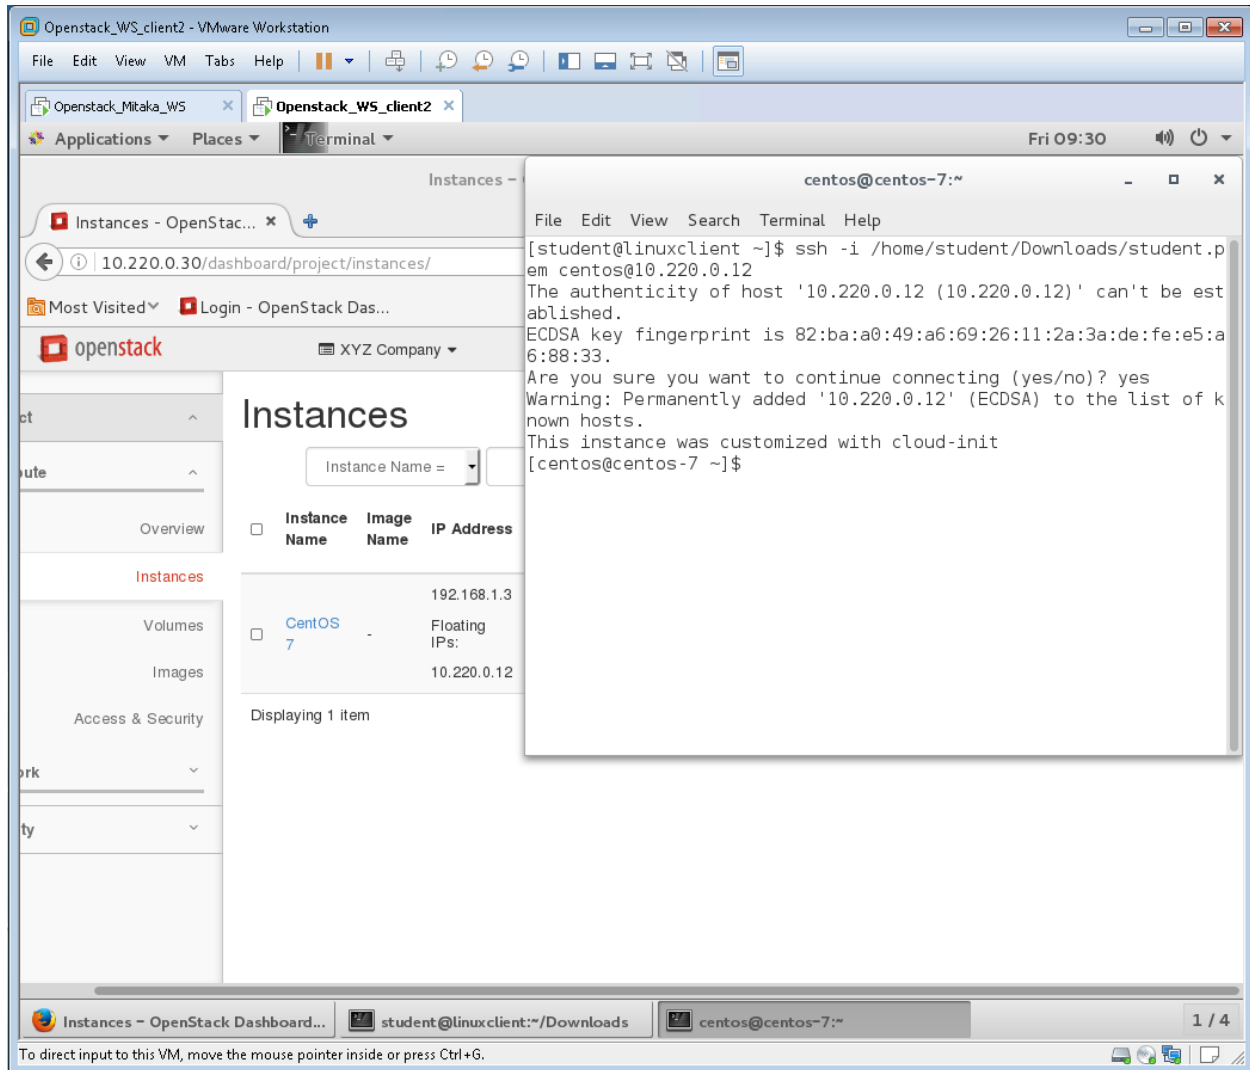 Openstack_WS_client2 - VMware Workstation
File Edit View VM Tabs Help
Openstack_Mitaka_WS × Openstack_WS_client2 ×
Applications Places Terminal Fri 09:30
Instances –
Instances - OpenStac... ×
10.220.0.30/dashboard/project/instances/
Most Visited Login - OpenStack Das...
openstack XYZ Company
ct
Instances
ute
Instance Name =
Overview
Instance Name Image Name IP Address
Instances
192.168.1.3
Volumes
CentOS 7 - Floating IPs:
Images
10.220.0.12
Access & Security
Displaying 1 item
ork
ty
centos@centos-7:~
File Edit View Search Terminal Help
[student@linuxclient ~]$ ssh -i /home/student/Downloads/student.p
em centos@10.220.0.12
The authenticity of host '10.220.0.12 (10.220.0.12)' can't be est
ablished.
ECDSA key fingerprint is 82:ba:a0:49:a6:69:26:11:2a:3a:de:fe:e5:a
6:88:33.
Are you sure you want to continue connecting (yes/no)? yes
Warning: Permanently added '10.220.0.12' (ECDSA) to the list of k
nown hosts.
This instance was customized with cloud-init
[centos@centos-7 ~]$
Instances – OpenStack Dashboard... student@linuxclient:~/Downloads centos@centos-7:~ 1 / 4
To direct input to this VM, move the mouse pointer inside or press Ctrl+G.